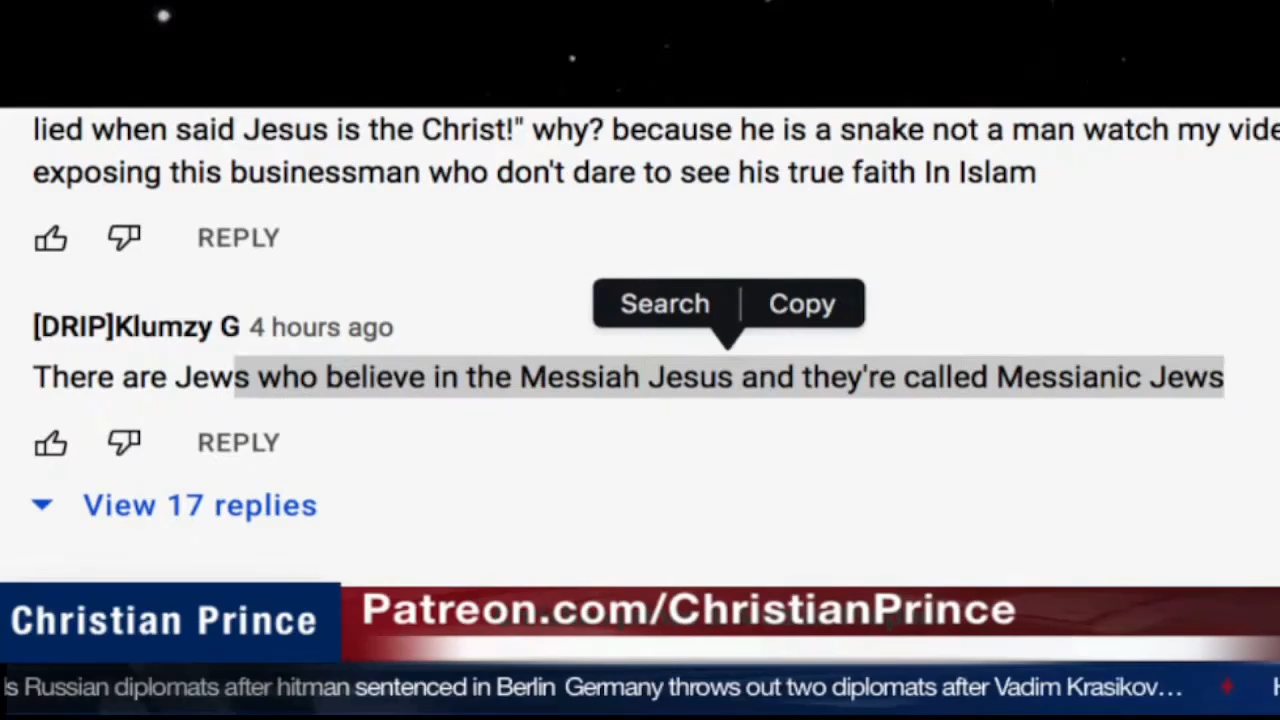 lied when said Jesus is the Christ!" why? because he is a snake not a man watch my
exposing this businessman who don't dare to see his true faith In Islam
REPLY
Search Copy
[DRIP]Klumzy G 4 hours ago
There are Jews who believe in the Messiah Jesus and they're called Messianic Jews
REPLY
View 17 replies
Christian Prince
Patreon.com/ChristianPrince
Russian diplomats after hitman sentenced in Berlin Germany throws out two diplomats after Vadim Krasikov…